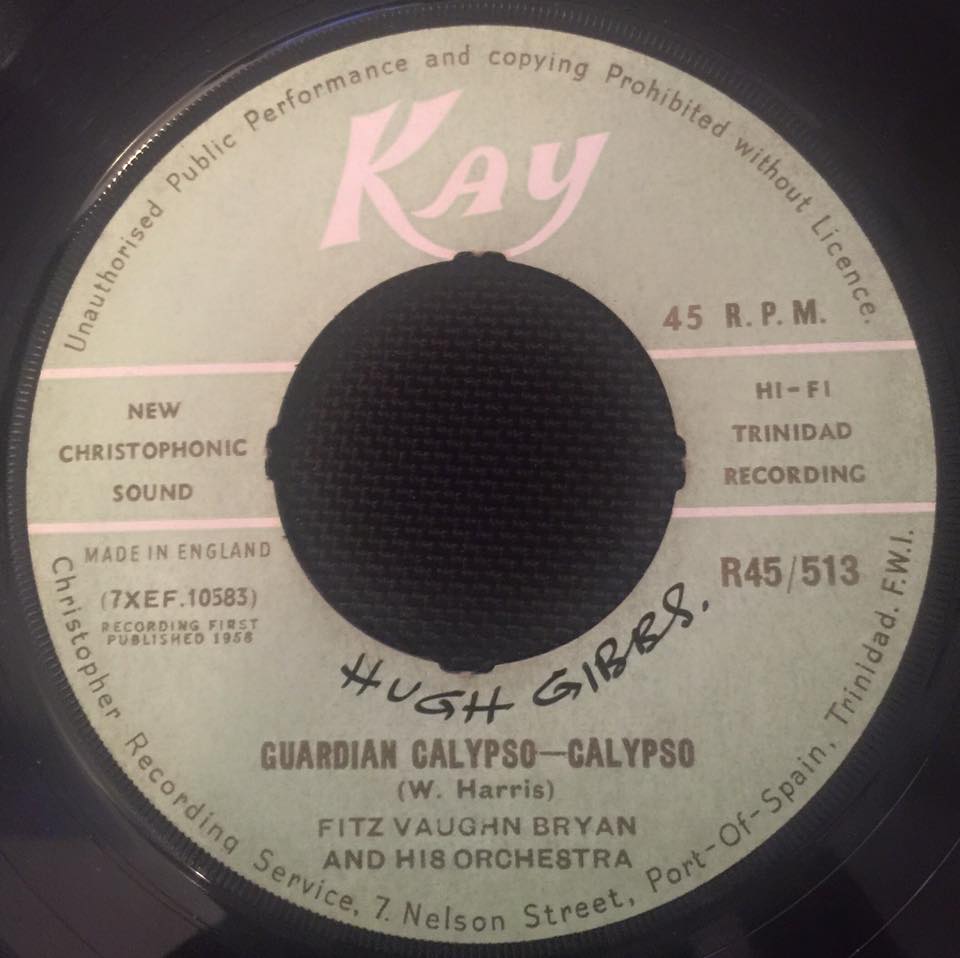 Unauthorised Public Performance and copying Prohibited without Licence.
Kay
45 R.P.M.
NEW
CHRISTOPHONIC
SOUND
HI-FI
TRINIDAD
RECORDING
MADE IN ENGLAND
(7XEF.10583)
RECORDING FIRST
PUBLISHED 1958
R45/513
HUGH GIBBS.
GUARDIAN CALYPSO—CALYPSO
(W. Harris)
FITZ VAUGHN BRYAN
AND HIS ORCHESTRA
Christopher Recording Service, 7. Nelson Street, Port-Of-Spain, Trinidad. F.W.I.